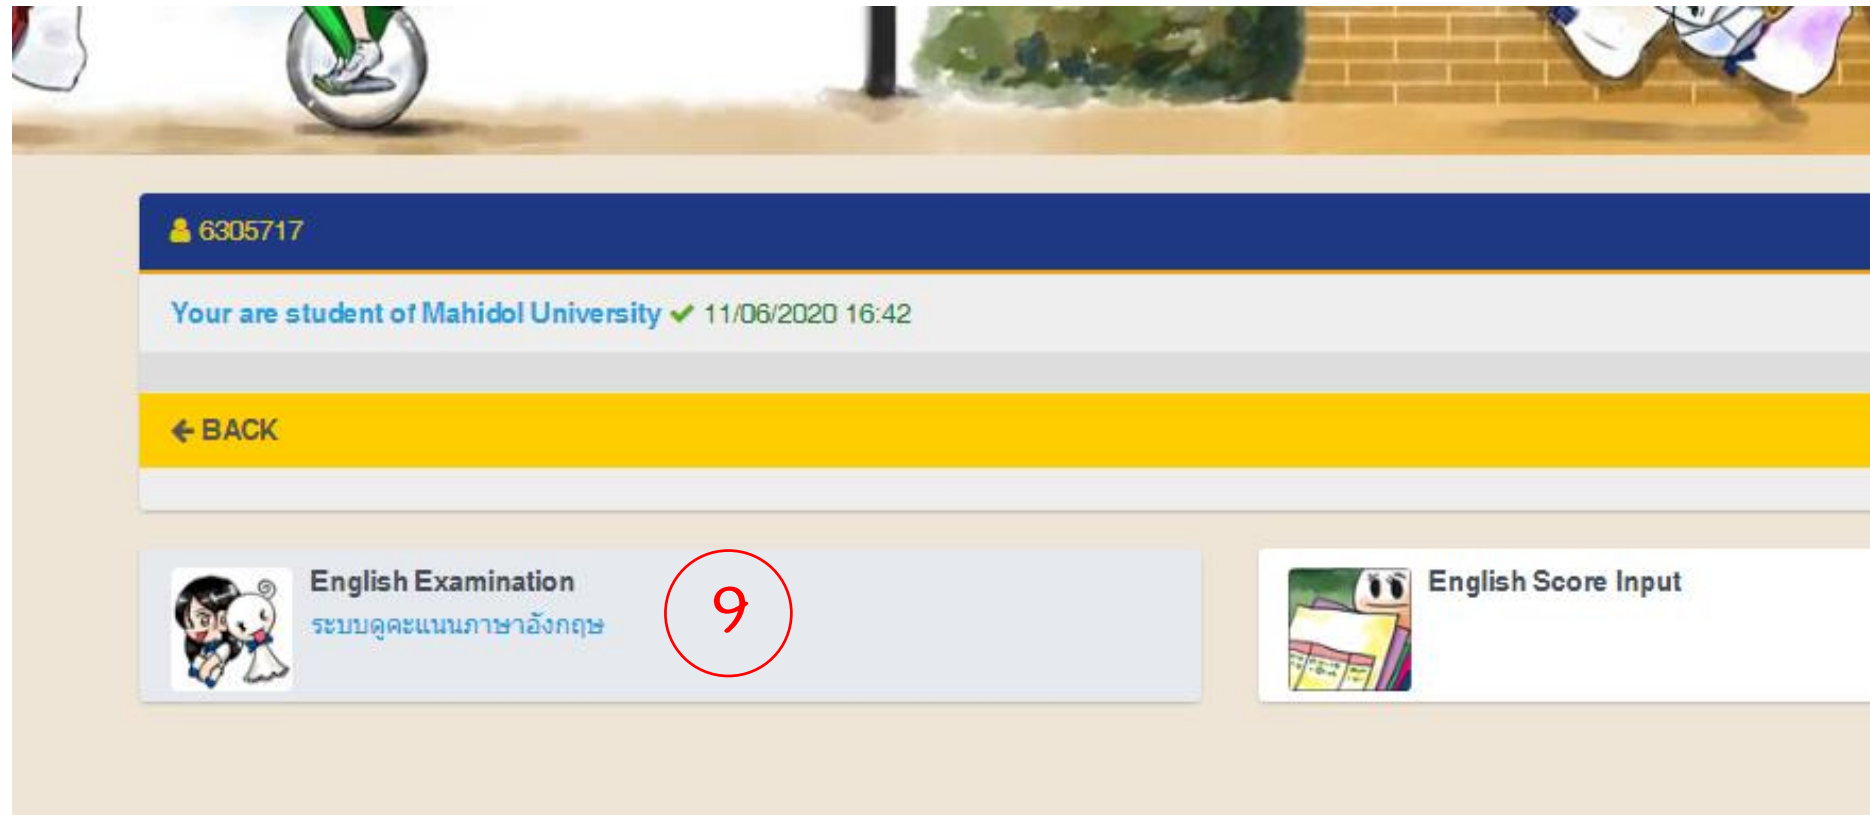 6305717
Your are student of Mahidol University ✔ 11/06/2020 16:42
← BACK
English Examination
ระบบดูคะแนนภาษาอังกฤษ
9
English Score Input